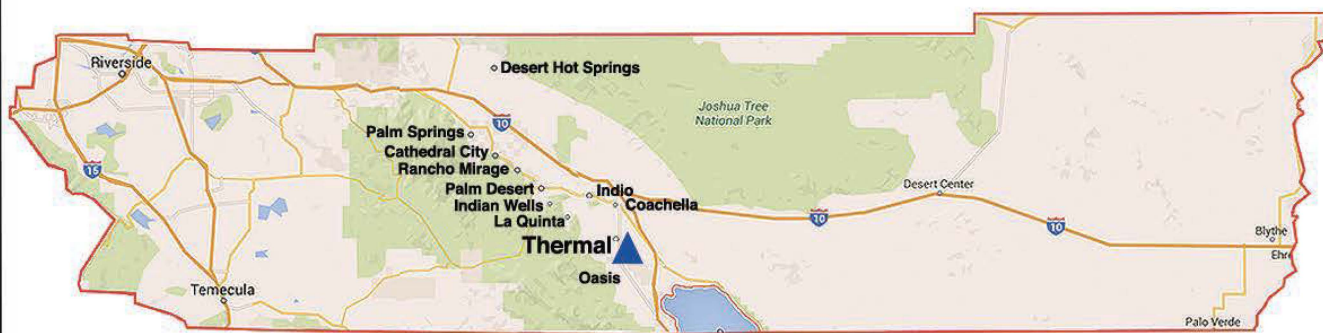 Riverside
Desert Hot Springs
Joshua Tree
National Park
10
Palm Springs
Cathedral City
15
Rancho Mirage
Palm Desert
Indio
Desert Center
Indian Wells
Coachella
La Quinta
10
10
Blythe
Thermal
Ehre
Oasis
Temecula
Palo Verde